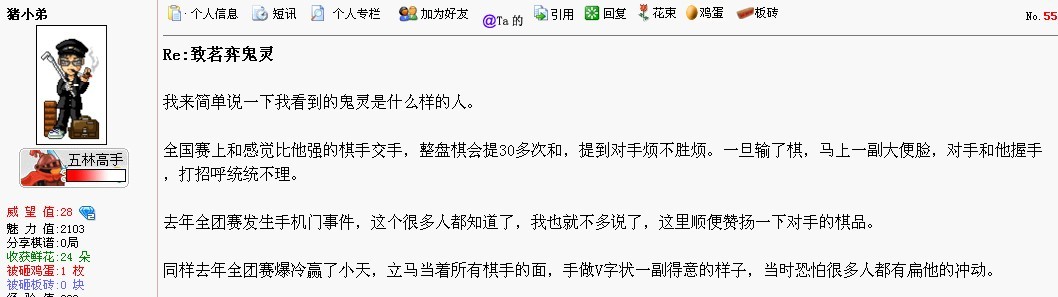 猪小弟
个人信息 短讯 个人专栏 加为好友 @Ta 的 引用 回复 花束 鸡蛋 板砖 No.55
Re:致茗弈鬼灵
我来简单说一下我看到的鬼灵是什么样的人。
全国赛上和感觉比他强的棋手交手，整盘棋会提30多次和，提到对手烦不胜烦。一旦输了棋，马上一副大便脸，对手和他握手
，打招呼统统不理。
五林高手
威 望 值:28
魅 力 值:2103
分享棋谱:0局
收获鲜花:24 朵
被砸鸡蛋:1 枚
被砸板砖:0 块
去年全团赛发生手机门事件，这个很多人都知道了，我也就不多说了，这里顺便赞扬一下对手的棋品。
同样去年全团赛爆冷赢了小天，立马当着所有棋手的面，手做V字状一副得意的样子，当时恐怕很多人都有扁他的冲动。